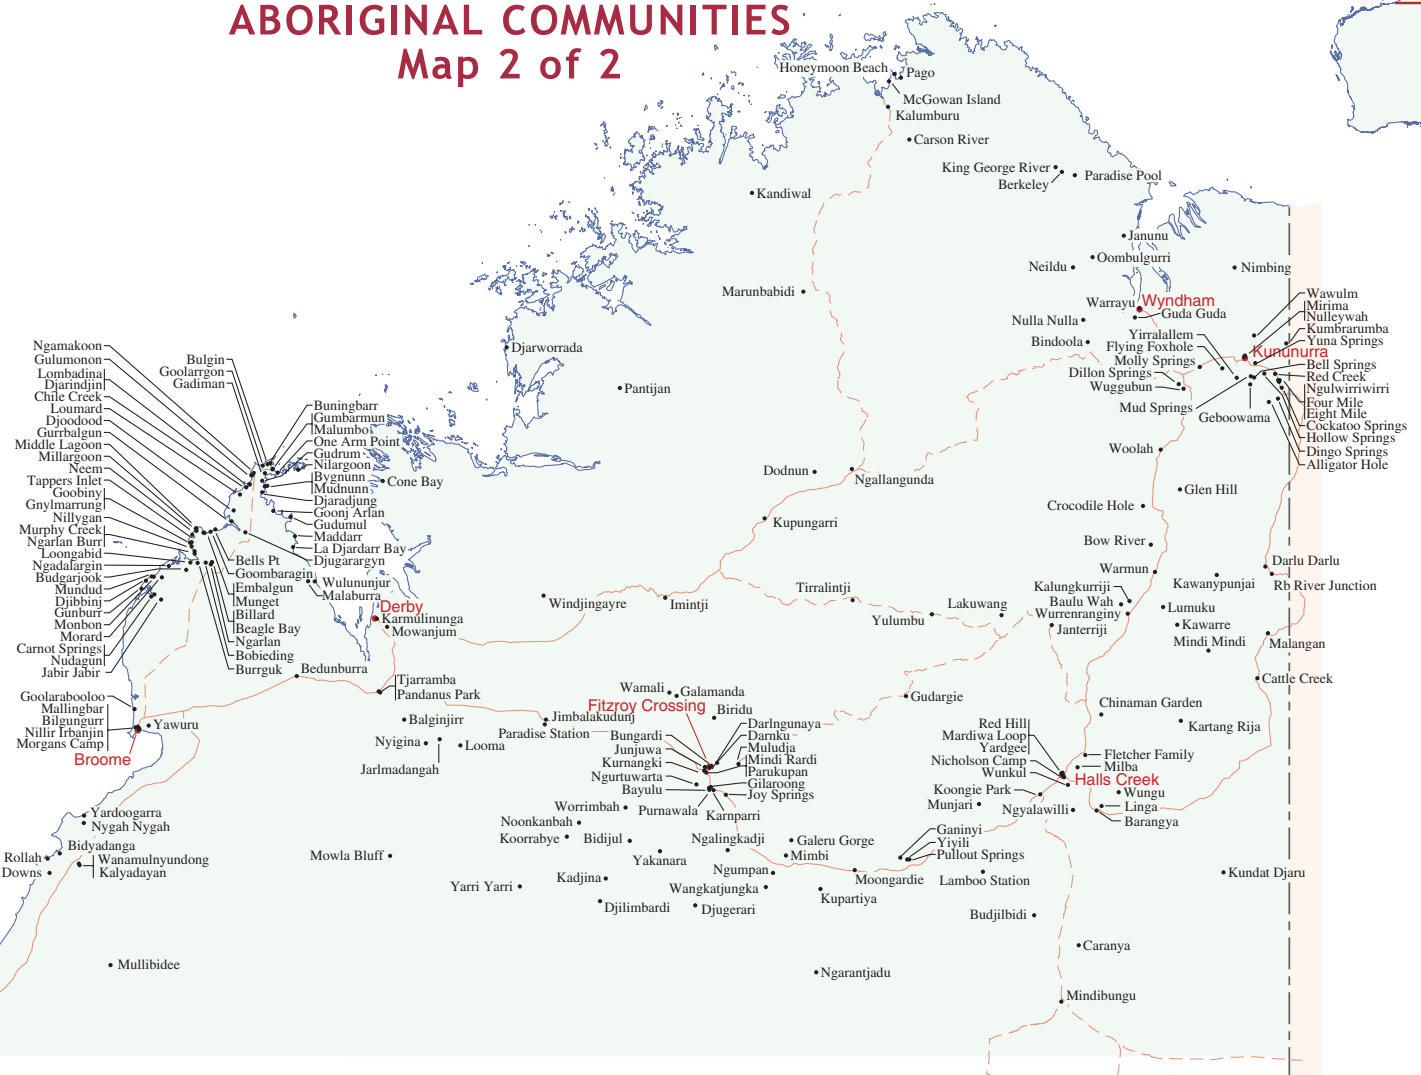 ABORIGINAL COMMUNITIES
Map 2 of 2
Honeymoon Beach
Pago
McGowan Island
Kalumburu
Carson River
King George River
Berkeley
Paradise Pool
Kandiwal
Janunu
Oombulgurri
Neildu
Nimbing
Marunbabidi
Warrayu
Wyndham
Guda Guda
Nulla Nulla
Bindoola
Yirralallem
Flying Foxhole
Molly Springs
Dillon Springs
Wuggubun
Mud Springs
Geboowama
Wawulm
Mirima
Nulleywah
Kumbrarumba
Yuna Springs
Kununurra
Bell Springs
Red Creek
Ngulwirriwirri
Four Mile
Eight Mile
Cockatoo Springs
Hollow Springs
Dingo Springs
Alligator Hole
Djarworrada
Pantijan
Ngamakoon
Gulumonon
Lombadina
Djarindjin
Chile Creek
Loumard
Djoodood
Gurrbalgun
Middle Lagoon
Millargoon
Neem
Tappers Inlet
Goobiny
Gnylmarrung
Nillygan
Murphy Creek
Ngarlan Burr
Loongabid
Ngadalargin
Budgarjook
Mundud
Djibbinj
Gunburr
Monbon
Morard
Carnot Springs
Nudagun
Jabir Jabir
Bulgin
Goolarrgon
Gadiman
Buningbarr
Gumbarmun
Malumbo
One Arm Point
Gudrum
Nilargoon
Bygnunn
Mudnunn
Djaradjung
Goonj Arlan
Gudumul
Maddarr
La Djardarr Bay
Djugarargyn
Cone Bay
Bells Pt
Goombaragin
Embalgun
Munget
Billard
Beagle Bay
Ngarlan
Bobieding
Burrguk
Wulununjur
Malaburra
Derby
Karmulinunga
Mowanjum
Bedunburra
Tjarramba
Pandanus Park
Goolarabooloo
Mallingbar
Bilgungurr
Nillir Irbanjin
Morgans Camp
Yawuru
Broome
Dodnun
Ngallangunda
Kupungarri
Woolah
Glen Hill
Crocodile Hole
Bow River
Warmun
Darlu Darlu
Rb River Junction
Kawanypunjai
Kalungkurriji
Baulu Wah
Wurrenranginy
Janterriji
Lumuku
Kawarre
Mindi Mindi
Malangan
Windjingayre
Imintji
Tirralintji
Yulumbu
Lakuwang
Cattle Creek
Gudargie
Chinaman Garden
Kartang Rija
Balginjirr
Nyigina
Looma
Jarlmadangah
Jimbalakudunj
Paradise Station
Wamali
Galamanda
Fitzroy Crossing
Biridu
Bungardi
Junjuwa
Kurnangki
Ngurtuwarta
Bayulu
Purnawala
Karnparri
Darlngunaya
Darnku
Muludja
Mindi Rardi
Parukupan
Gilaroong
Joy Springs
Red Hill
Mardiwa Loop
Yardgee
Nicholson Camp
Wunkul
Koongie Park
Munjari
Ngyalawilli
Fletcher Family
Milba
Halls Creek
Wungu
Linga
Barangya
Worrimbah
Noonkanbah
Koorrabye
Bidijul
Yakanara
Ngalingkadji
Galeru Gorge
Mimbi
Ngumpan
Wangkatjungka
Djugerari
Kupartiya
Moongardie
Ganinyi
Yiyili
Pullout Springs
Lamboo Station
Kundat Djaru
Budjilbidi
Caranya
Mindibungu
Ngarantjadu
Kadjina
Djilimbardi
Yarri Yarri
Mowla Bluff
Yardoogarra
Nygah Nygah
Bidyadanga
Rollah
Downs
Wanamulnyundong
Kalyadayan
Mullibidee